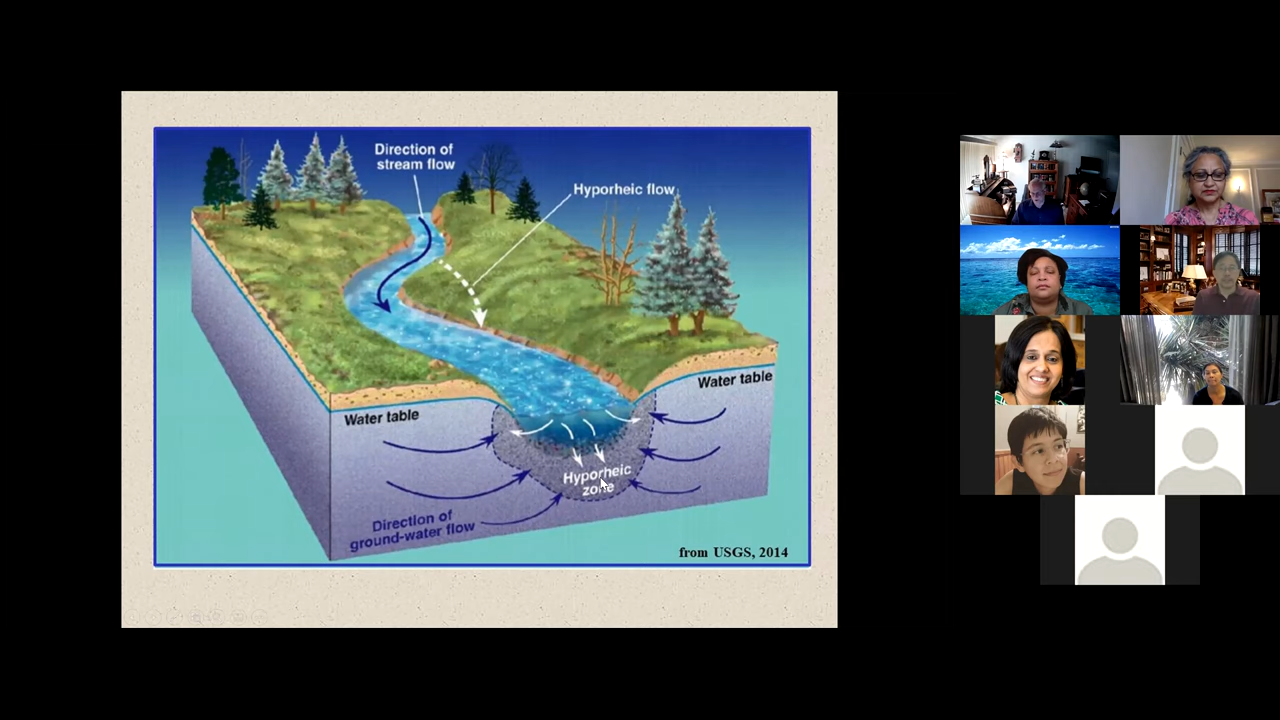 Direction of
stream flow
Hyporheic flow
Water table
Water table
Hyporheic
zone
Direction of
ground-water flow
from USGS, 2014